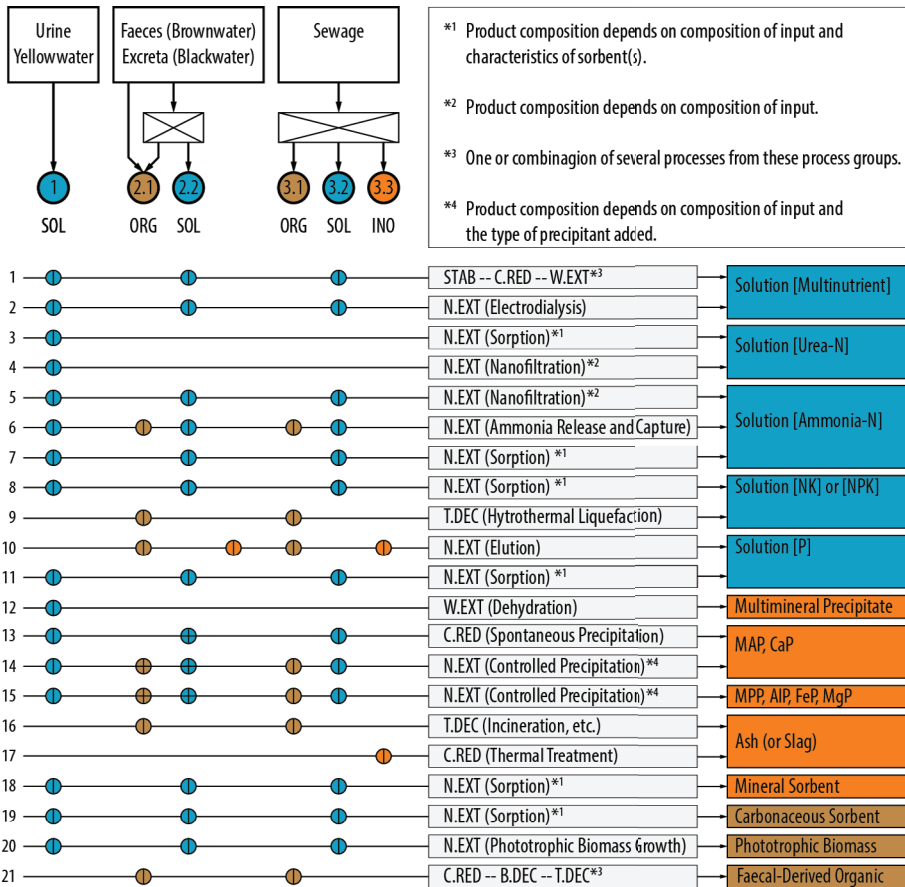 Urine
Yellowwater
Faeces (Brownwater)
Excreta (Blackwater)
Sewage
*1 Product composition depends on composition of input and
characteristics of sorbent(s).
*2 Product composition depends on composition of input.
*3 One or combinagion of several processes from these process groups.
*4 Product composition depends on composition of input and
the type of precipitant added.
1 2.1 2.2 3.1 3.2 3.3
SOL ORG SOL ORG SOL INO
1 STAB -- C.RED -- W.EXT*3
Solution [Multinutrient]
2 N.EXT (Electrodialysis)
3 N.EXT (Sorption)*1
Solution [Urea-N]
4 N.EXT (Nanofiltration)*2
5 N.EXT (Nanofiltration)*2
6 N.EXT (Ammonia Release and Capture)
Solution [Ammonia-N]
7 N.EXT (Sorption) *1
8 N.EXT (Sorption) *1
Solution [NK] or [NPK]
9 T.DEC (Hytrothermal Liquefaction)
10 N.EXT (Elution)
Solution [P]
11 N.EXT (Sorption) *1
12 W.EXT (Dehydration)
Multimineral Precipitate
13 C.RED (Spontaneous Precipitation)
MAP, CaP
14 N.EXT (Controlled Precipitation)*4
15 N.EXT (Controlled Precipitation)*4
MPP, AlP, FeP, MgP
16 T.DEC (Incineration, etc.)
Ash (or Slag)
17 C.RED (Thermal Treatment)
18 N.EXT (Sorption)*1
Mineral Sorbent
19 N.EXT (Sorption)*1
Carbonaceous Sorbent
20 N.EXT (Phototrophic Biomass Growth)
Phototrophic Biomass
21 C.RED -- B.DEC -- T.DEC*3
Faecal-Derived Organic